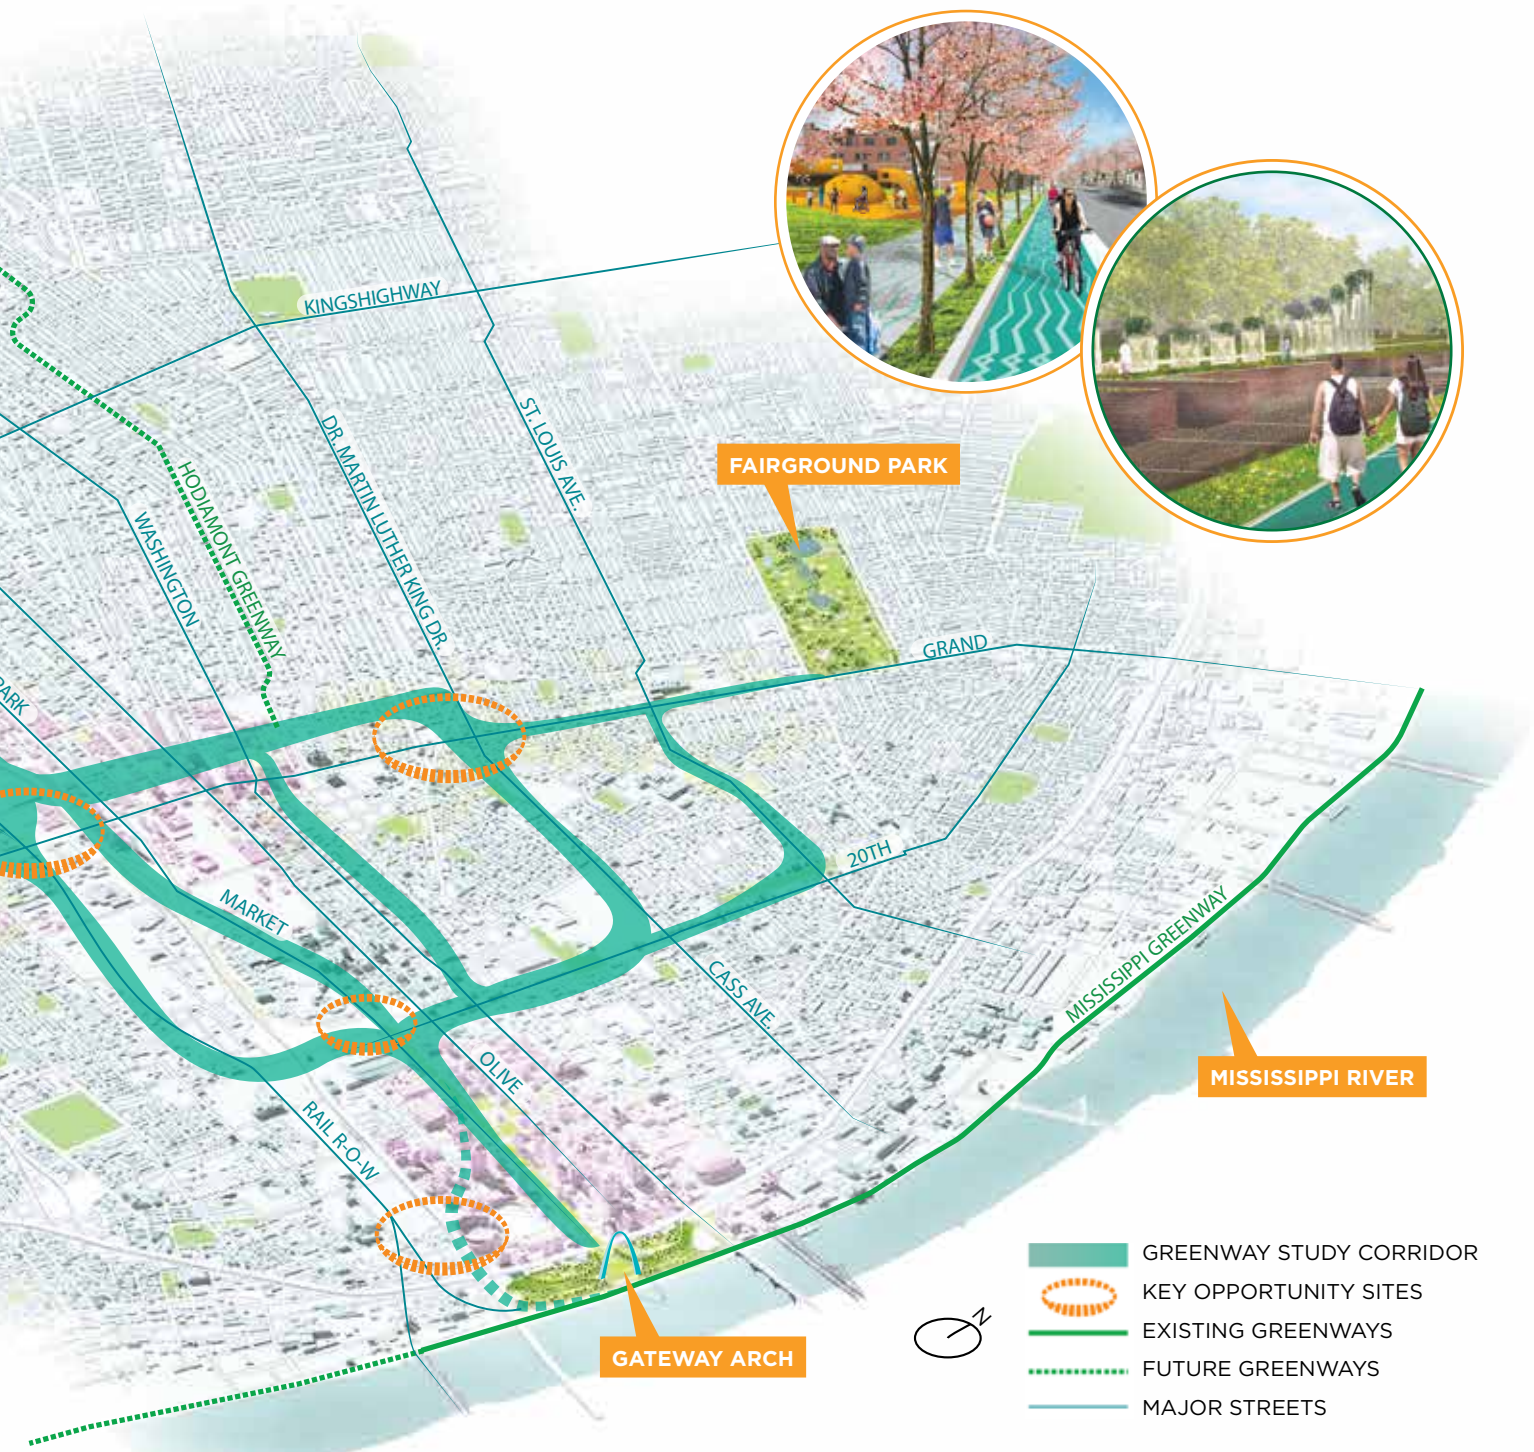 KINGSHIGHWAY
ST. LOUIS AVE.
DR. MARTIN LUTHER KING DR.
FAIRGROUND PARK
HODIAMONT GREENWAY
WASHINGTON
GRAND
PARK
20TH
MARKET
MISSISSIPPI GREENWAY
CASS AVE.
OLIVE
MISSISSIPPI RIVER
RAIL R-O-W
GATEWAY ARCH
N
GREENWAY STUDY CORRIDOR
KEY OPPORTUNITY SITES
EXISTING GREENWAYS
FUTURE GREENWAYS
MAJOR STREETS